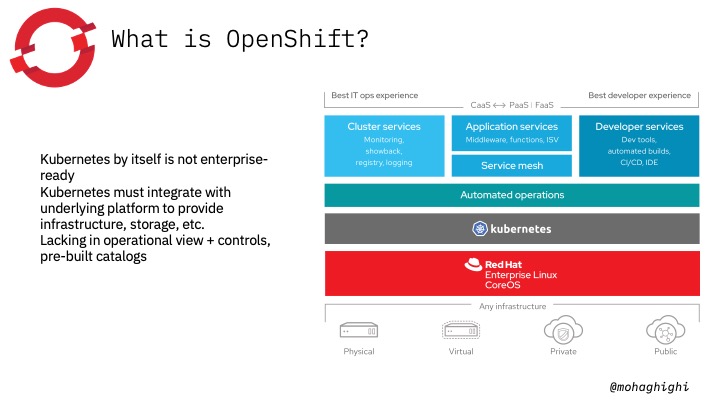 What is OpenShift?
Kubernetes by itself is not enterprise-
ready
Kubernetes must integrate with
underlying platform to provide
infrastructure, storage, etc.
Lacking in operational view + controls,
pre-built catalogs
Best IT ops experience
Best developer experience
CaaS ⟷ PaaS | FaaS
Cluster services
Monitoring,
showback,
registry, logging
Application services
Middleware, functions, ISV
Service mesh
Developer services
Dev tools,
automated builds,
CI/CD, IDE
Automated operations
kubernetes
Red Hat
Enterprise Linux
CoreOS
Any infrastructure
Physical
Virtual
Private
Public
@mohaghighi